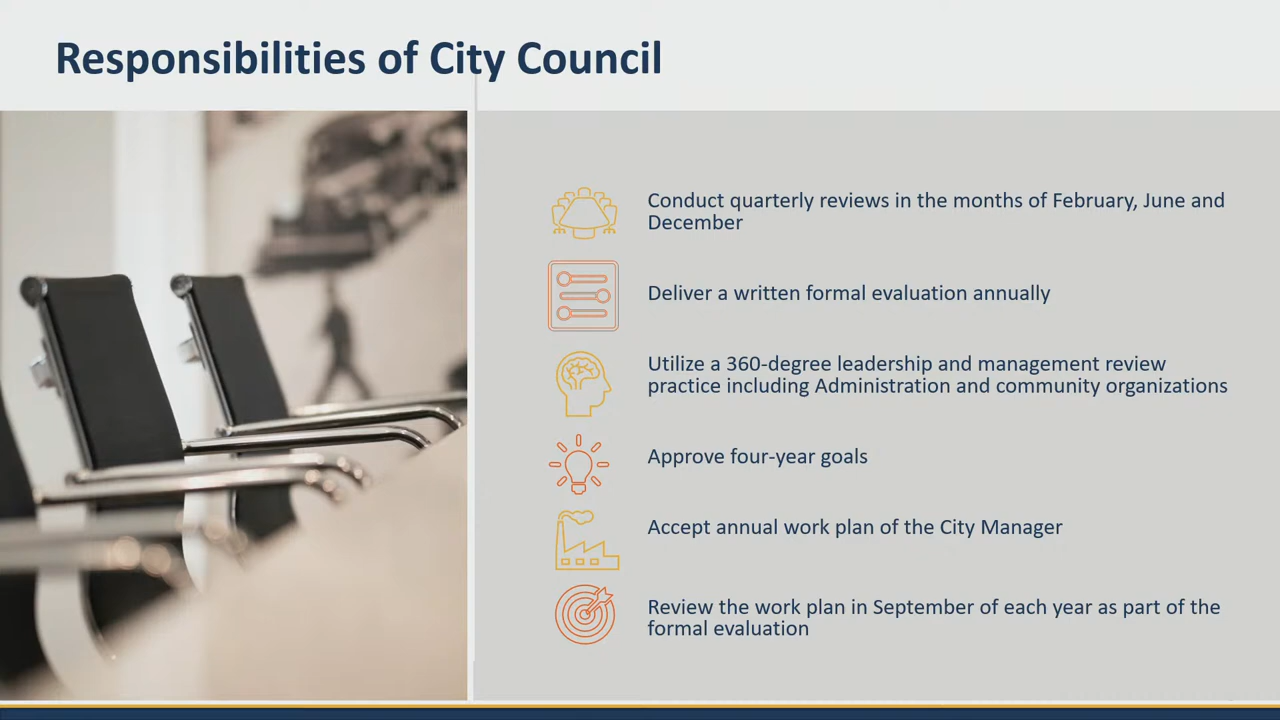 Responsibilities of City Council
Conduct quarterly reviews in the months of February, June and
December
Deliver a written formal evaluation annually
Utilize a 360-degree leadership and management review
practice including Administration and community organizations
Approve four-year goals
Accept annual work plan of the City Manager
Review the work plan in September of each year as part of the
formal evaluation